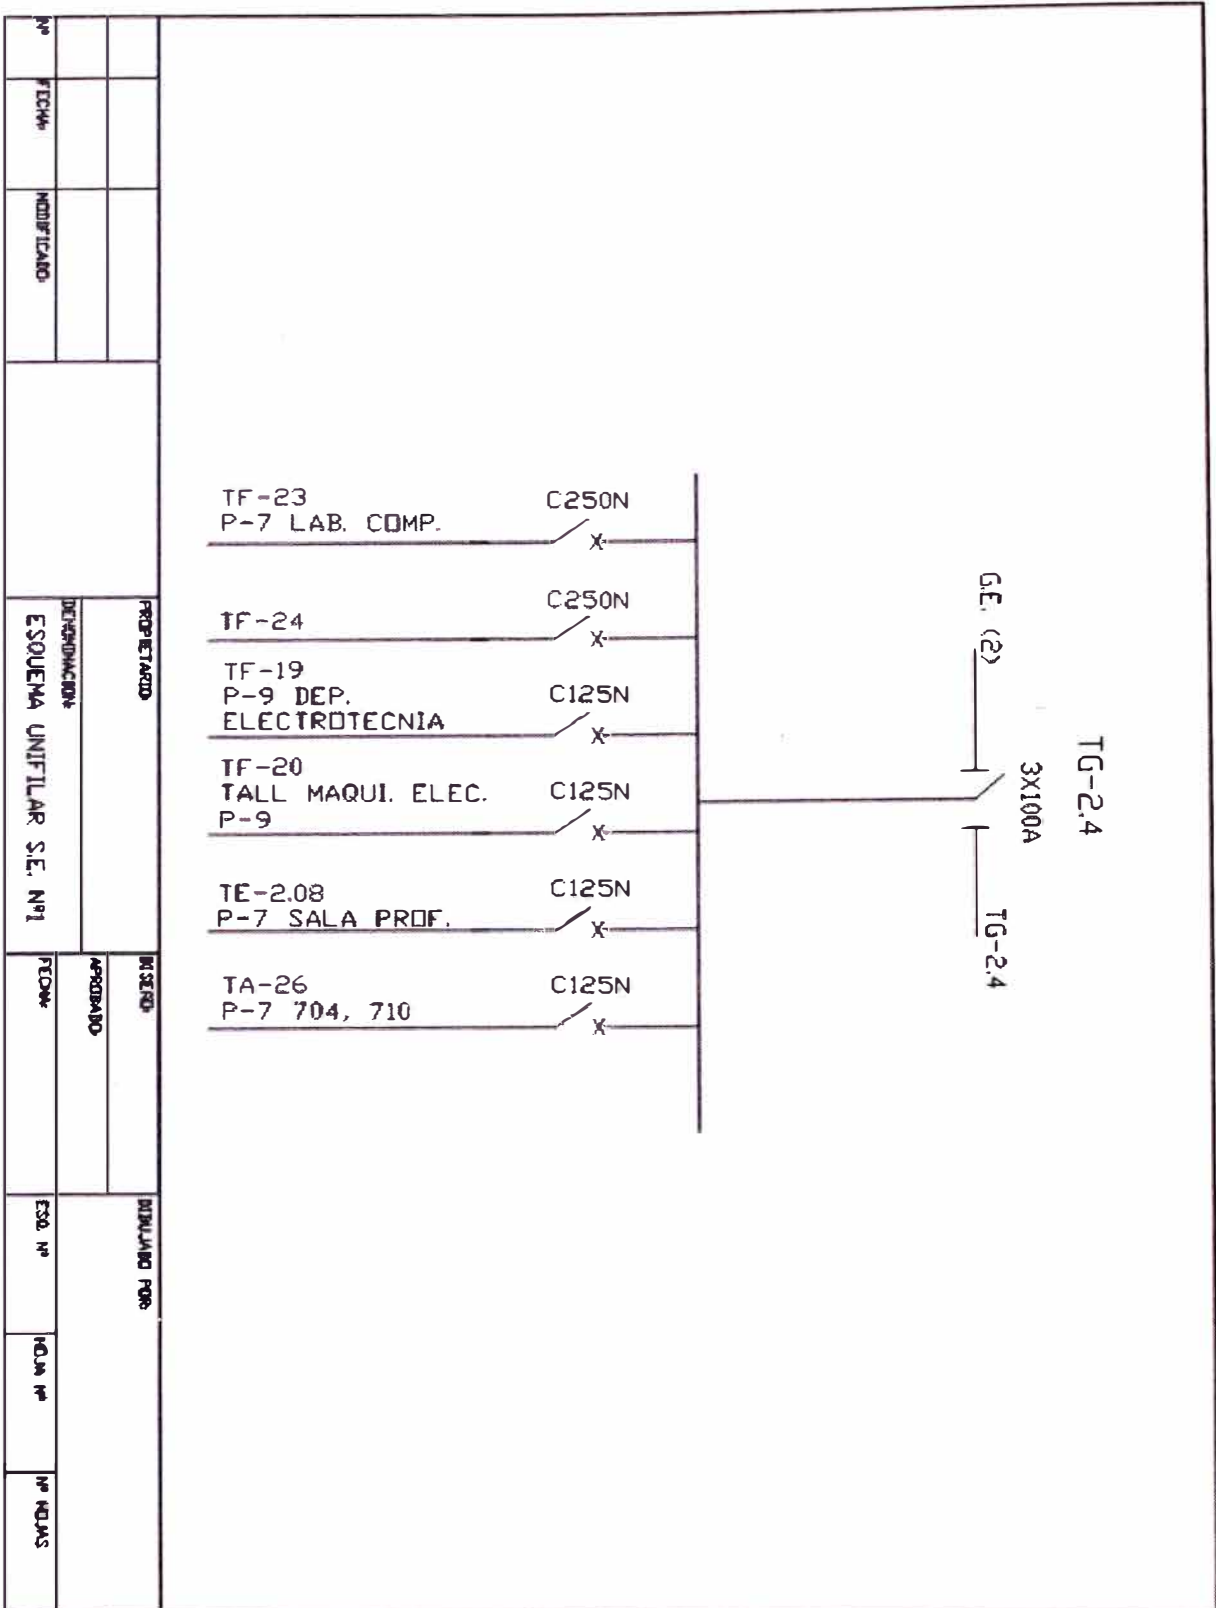 TG-2.4
3X100A
G.E. (2)
TG-2.4
TF-23
P-7 LAB. COMP.
C250N
TF-24
C250N
TF-19
P-9 DEP.
ELECTROTECNIA
C125N
TF-20
TALL MAQUI. ELEC.
P-9
C125N
TE-2.08
P-7 SALA PROF.
C125N
TA-26
P-7 704, 710
C125N
Nº
FECHA:
MODIFICADO:
PROPIETARIO:
DENOMINACION:
ESQUEMA UNIFILAR S.E. Nº1
DISEÑO:
APROBADO:
FECHA:
DIBUJADO POR:
ESQ. Nº
HOJA Nº
Nº HOJAS